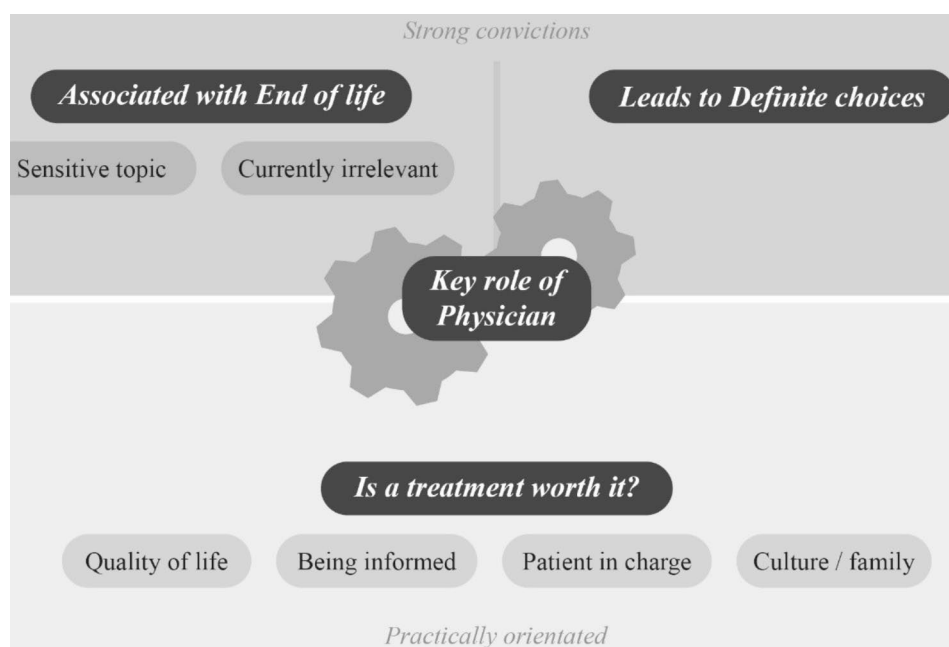 Strong convictions
Associated with End of life
Leads to Definite choices
Sensitive topic
Currently irrelevant
Key role of
Physician
Is a treatment worth it?
Quality of life
Being informed
Patient in charge
Culture / family
Practically orientated